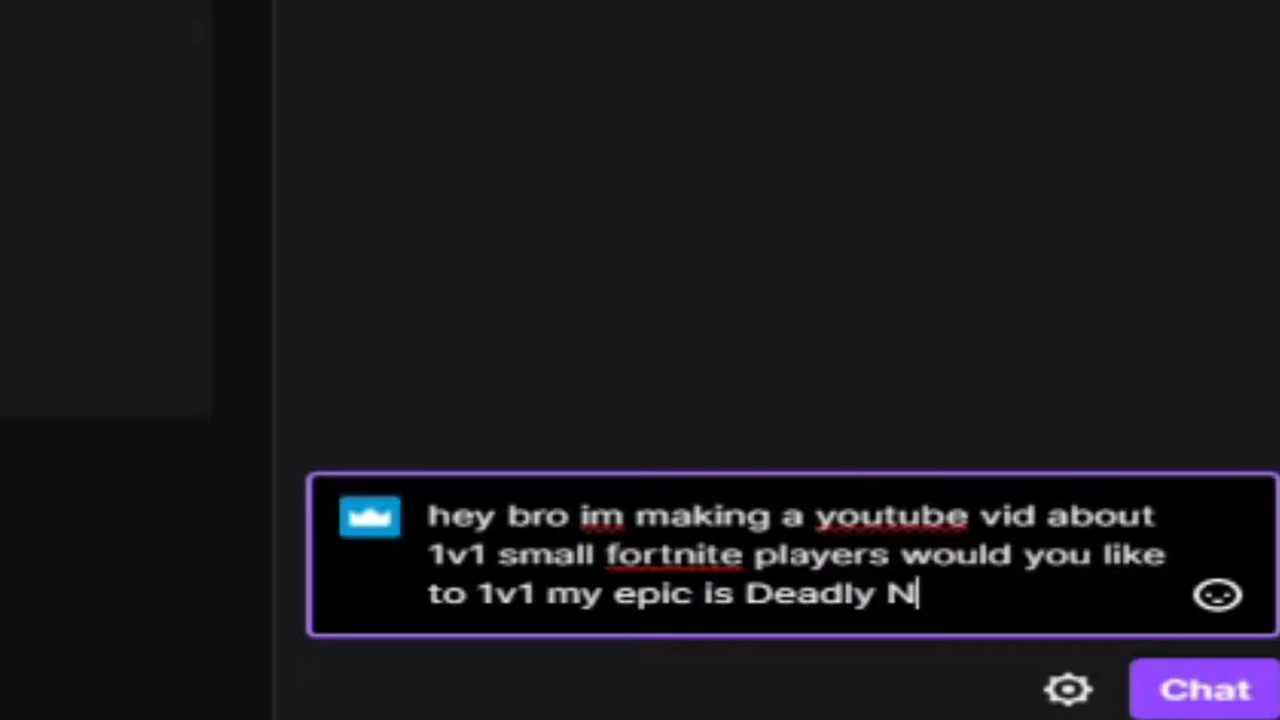 hey bro im making a youtube vid about
1v1 small fortnite players would you like
to 1v1 my epic is Deadly N
Chat